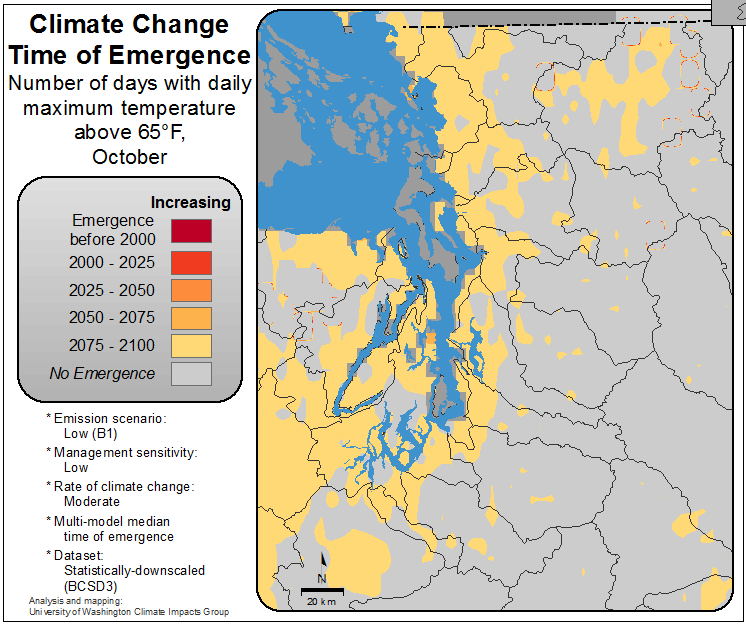 Climate Change
Time of Emergence
Number of days with daily
maximum temperature
above 65°F,
October
Increasing
Emergence
before 2000
2000 - 2025
2025 - 2050
2050 - 2075
2075 - 2100
No Emergence
* Emission scenario:
Low (B1)
* Management sensitivity:
Low
* Rate of climate change:
Moderate
* Multi-model median
time of emergence
* Dataset:
Statistically-downscaled
(BCSD3)
Analysis and mapping:
University of Washington Climate Impacts Group
N
20 km